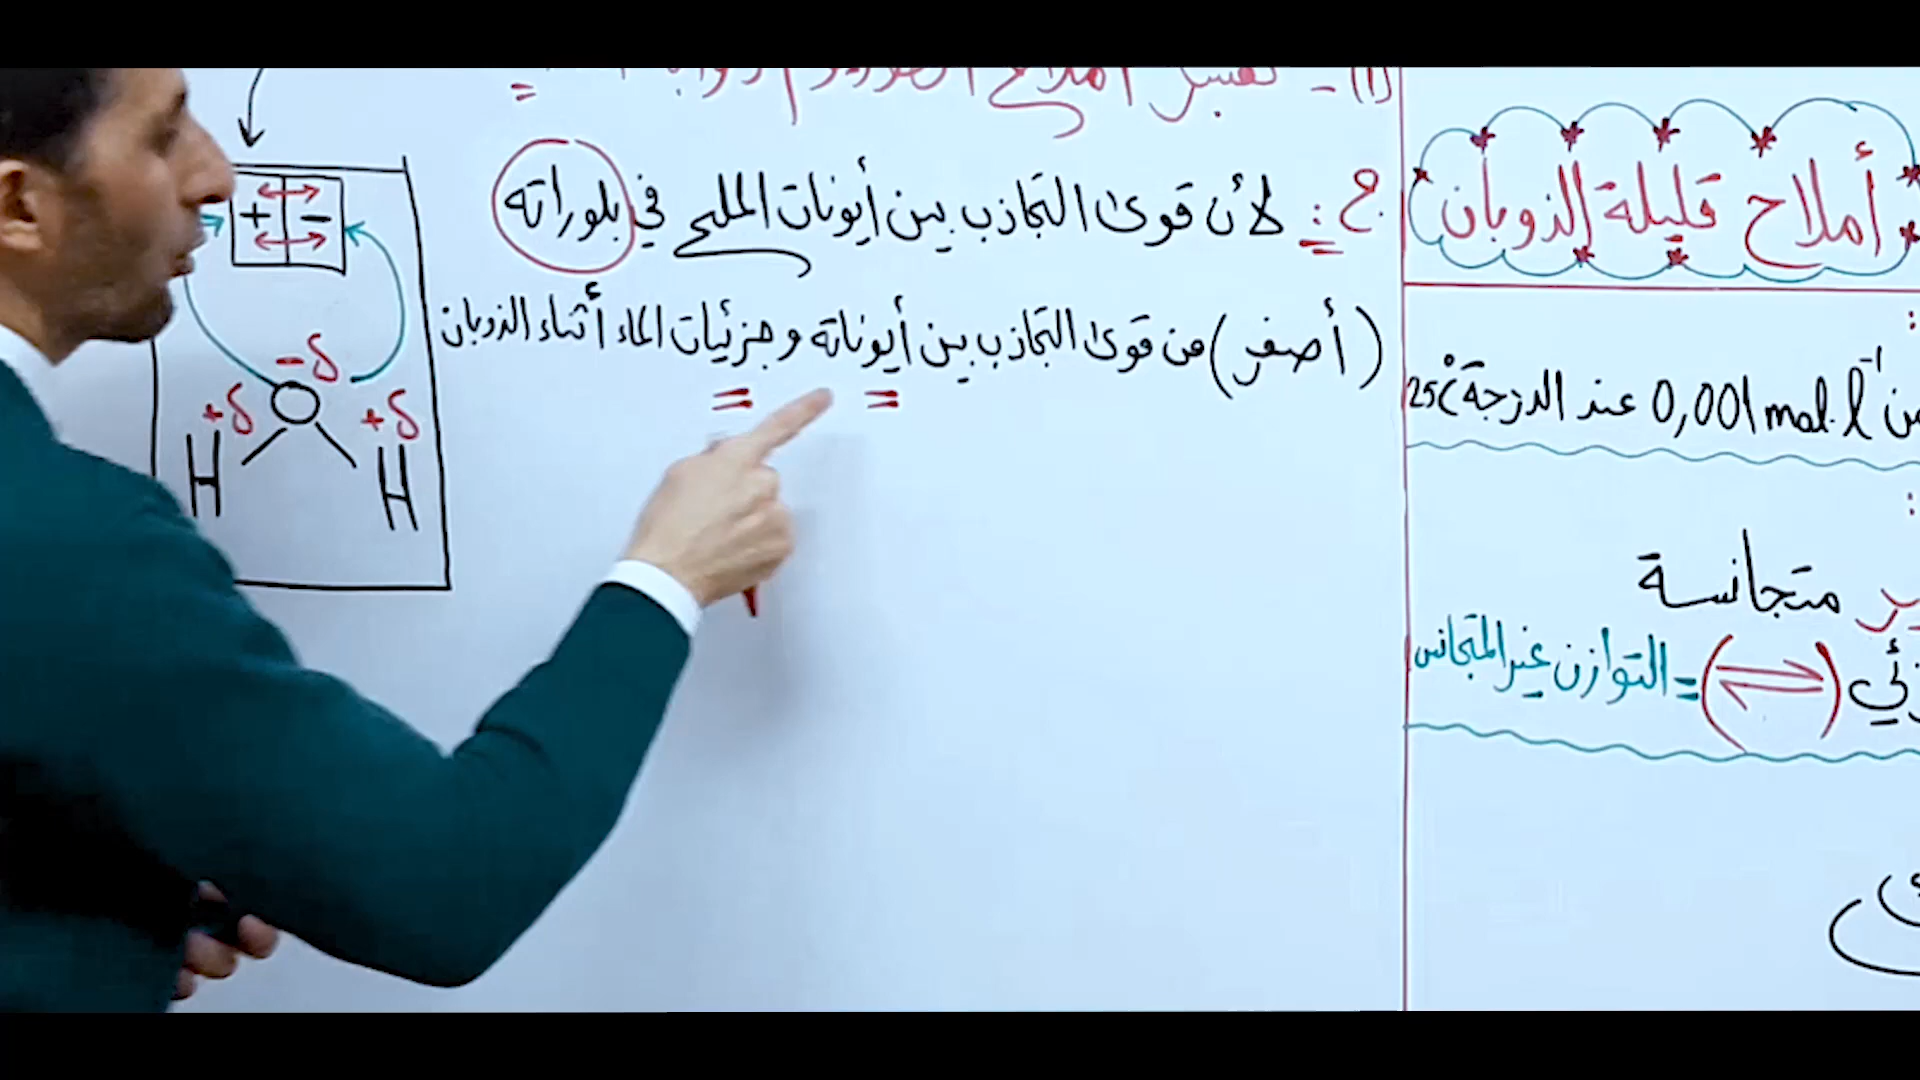 أملاح قليلة الذوبان
0,001 mol.l⁻¹ عند الدرجة 25°C
متجانسة
(⇌) = التوازن غير المتجانس
ج: لأن قوى التجاذب بين أيونات الملح في بلوراته
(أصغر) من قوى التجاذب بين أيوناته وجزئيات الماء أثناء الذوبان
+ -
-δ
+δ +δ
H H